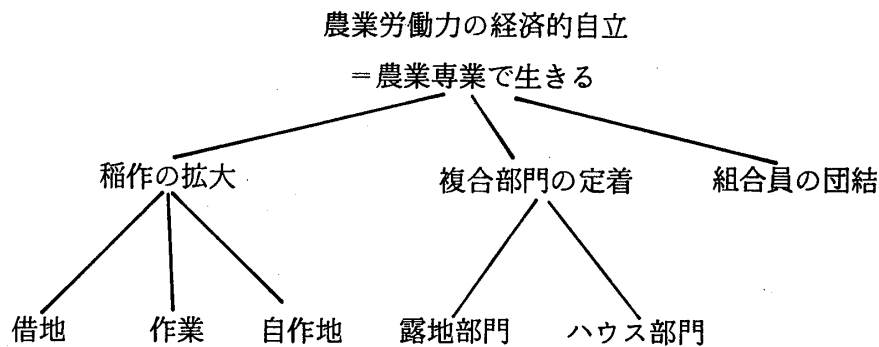 農業労働力の経済的自立
＝農業専業で生きる
稲作の拡大
複合部門の定着
組合員の団結
借地
作業
自作地
露地部門
ハウス部門